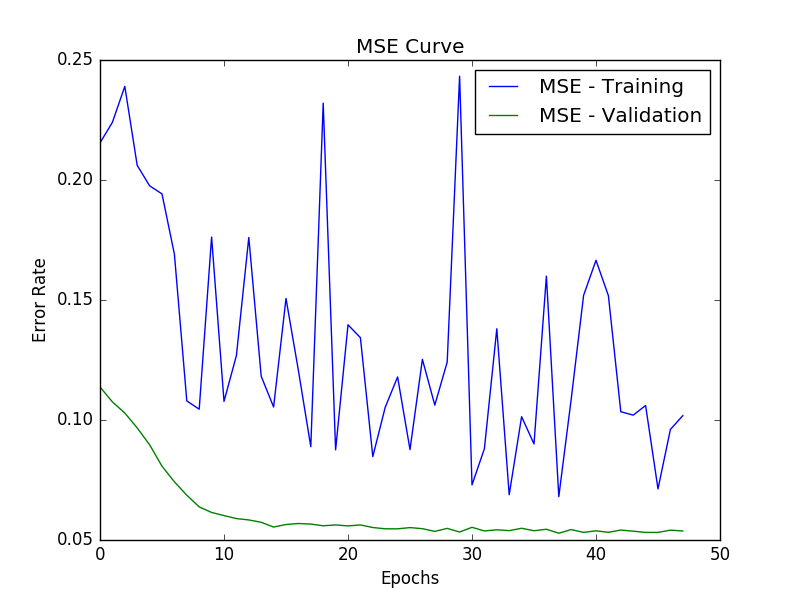 MSE Curve
MSE - Training
MSE - Validation
0.25
0.20
0.15
0.10
0.05
Error Rate
0 10 20 30 40 50
Epochs